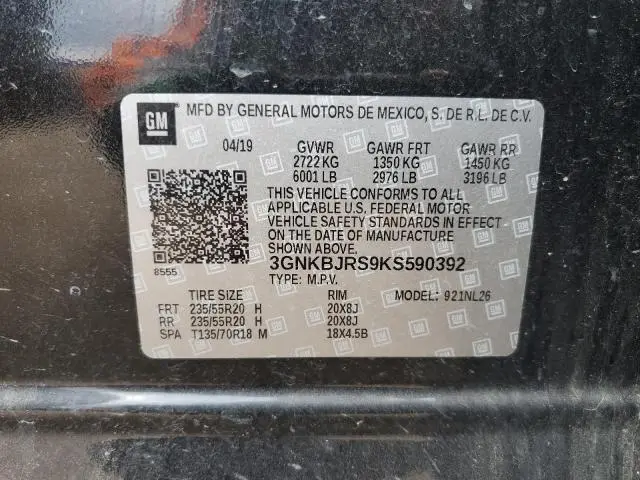 GM MFD BY GENERAL MOTORS DE MEXICO, S. DE R.L. DE C.V.
04/19 GVWR GAWR FRT GAWR RR
2722 KG 1350 KG 1450 KG
6001 LB 2976 LB 3196 LB
THIS VEHICLE CONFORMS TO ALL
APPLICABLE U.S. FEDERAL MOTOR
VEHICLE SAFETY STANDARDS IN EFFECT
ON THE DATE OF MANUFACTURE
SHOWN ABOVE.
3GNKBJRS9KS590392
8555 TYPE: M.P.V.
TIRE SIZE RIM MODEL: 921NL26
FRT 235/55R20 H 20X8J
RR 235/55R20 H 20X8J
SPA T135/70R18 M 18X4.5B